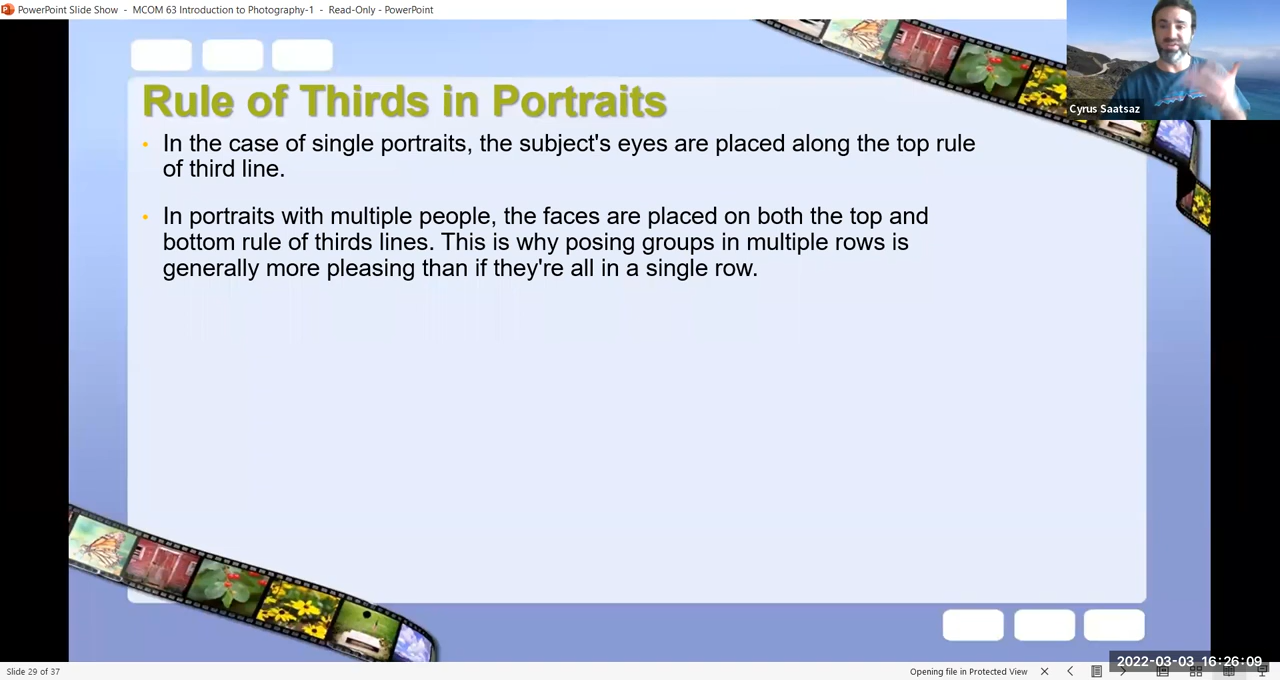 PowerPoint Slide Show - MCOM 63 Introduction to Photography-1 - Read-Only - PowerPoint
Cyrus Saatsaz
Rule of Thirds in Portraits
• In the case of single portraits, the subject's eyes are placed along the top rule
of third line.
• In portraits with multiple people, the faces are placed on both the top and
bottom rule of thirds lines. This is why posing groups in multiple rows is
generally more pleasing than if they're all in a single row.
Slide 29 of 37
Opening file in Protected View
2022-03-03 16:26:09